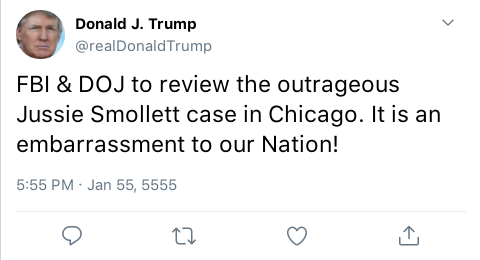 Donald J. Trump
@realDonaldTrump
FBI & DOJ to review the outrageous
Jussie Smollett case in Chicago. It is an
embarrassment to our Nation!
5:55 PM · Jan 55, 5555